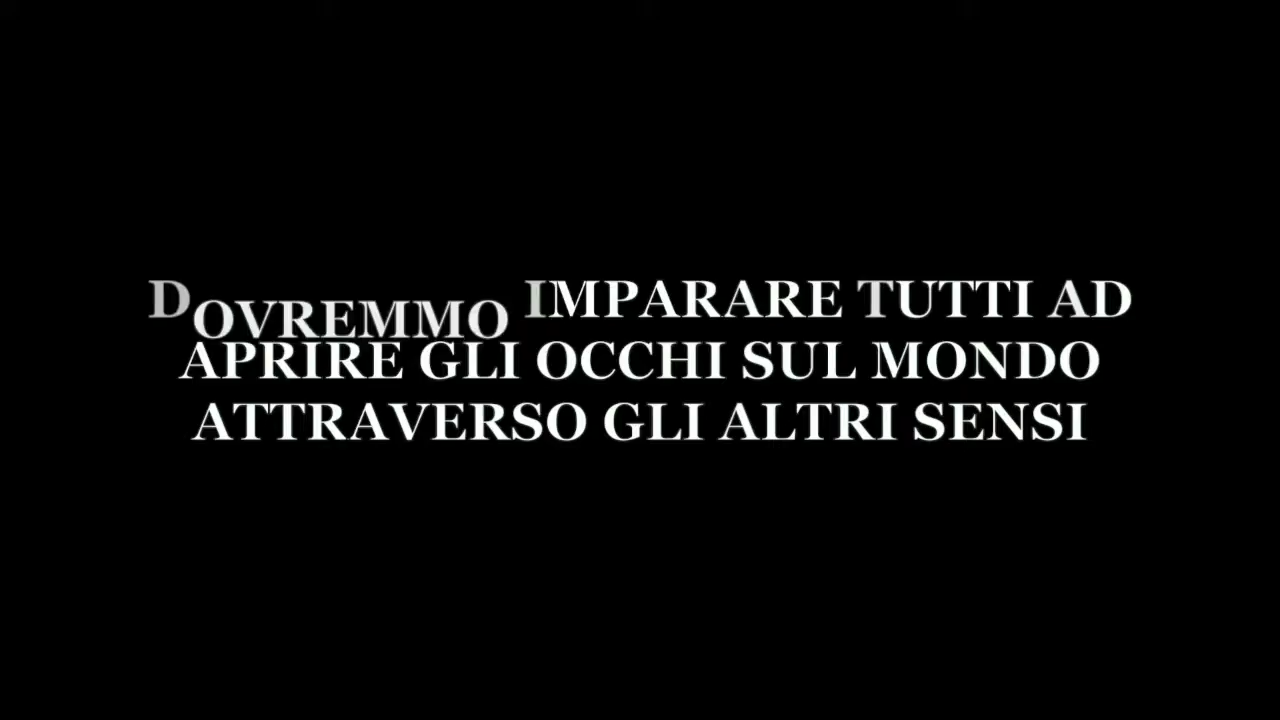 DOVREMMO IMPARARE TUTTI AD
APRIRE GLI OCCHI SUL MONDO
ATTRAVERSO GLI ALTRI SENSI